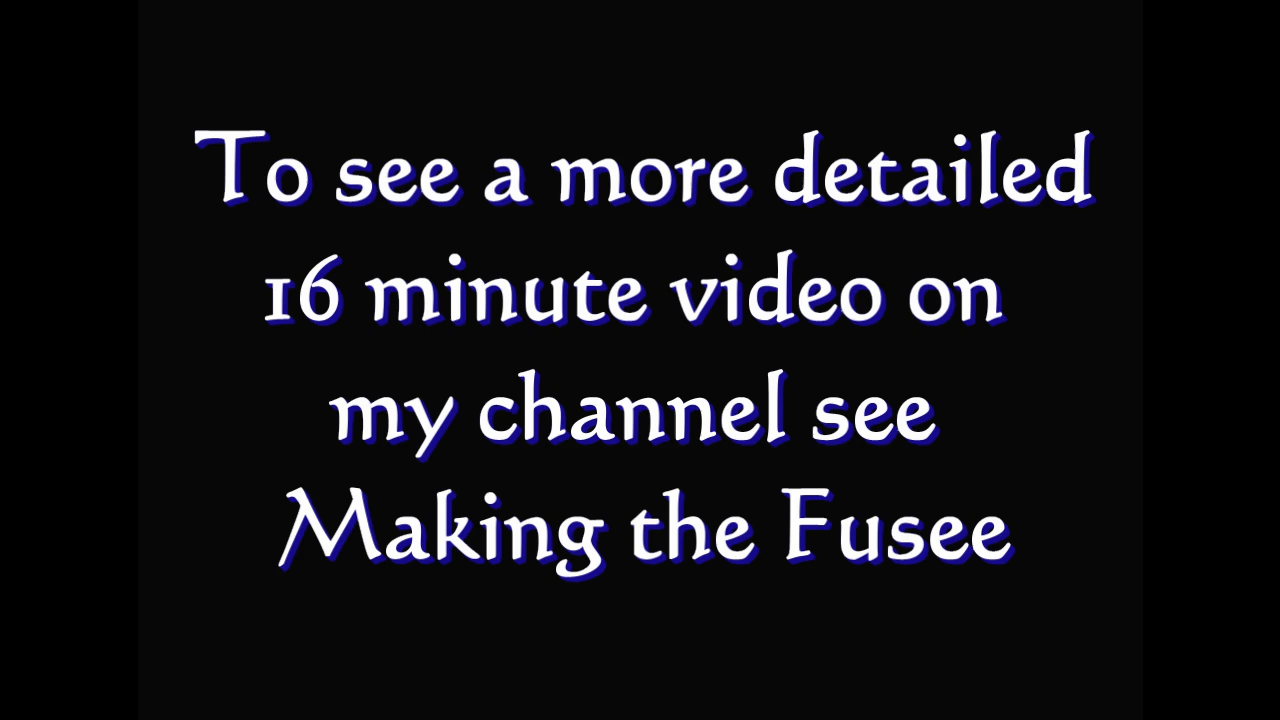 To see a more detailed
16 minute video on
my channel see
Making the Fusee